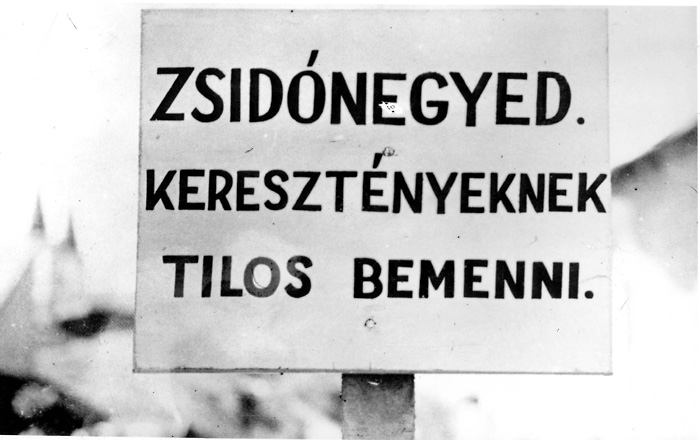 ZSIDÓNEGYED.
KERESZTÉNYEKNEK
TILOS BEMENNI.